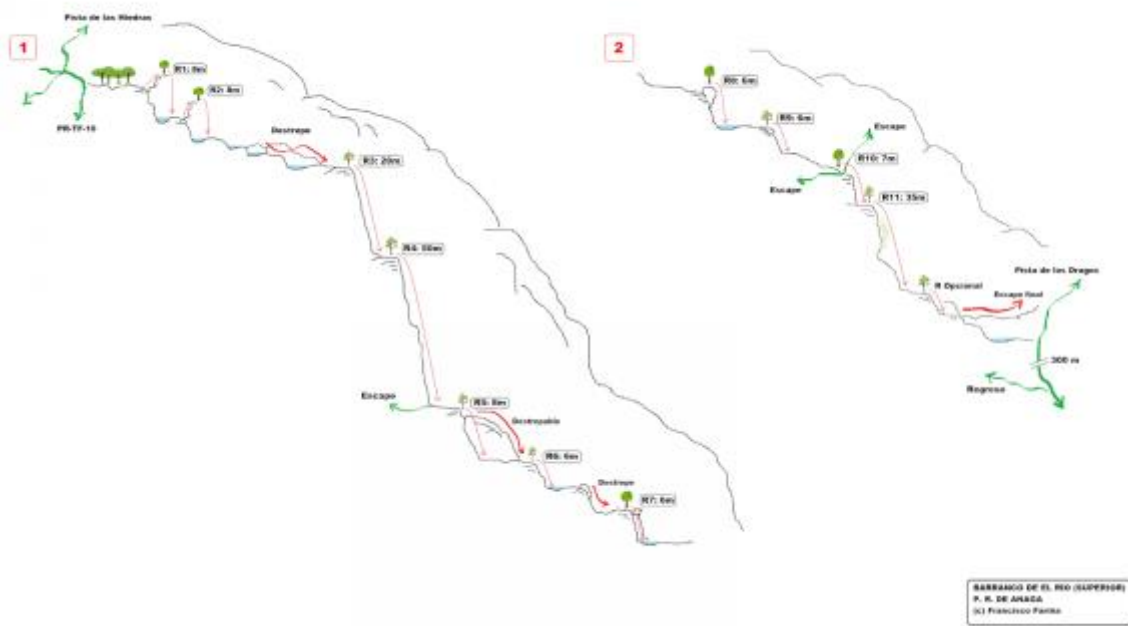 1
Pista de las Hiedras
R1: 8m
R2: 8m
PR-TF-10
Destrepe
R3: 20m
R4: 50m
Escape
R5: 8m
Destrepable
R6: 6m
Destrepe
R7: 6m
2
R8: 6m
R9: 6m
Escape
R10: 7m
Escape
R11: 35m
Pista de los Dragos
R Opcional
Escape final
300 m
Regreso
BARRANCO DE EL RIO (SUPERIOR)
P. R. DE ANAGA
(c) Francisco Fariña